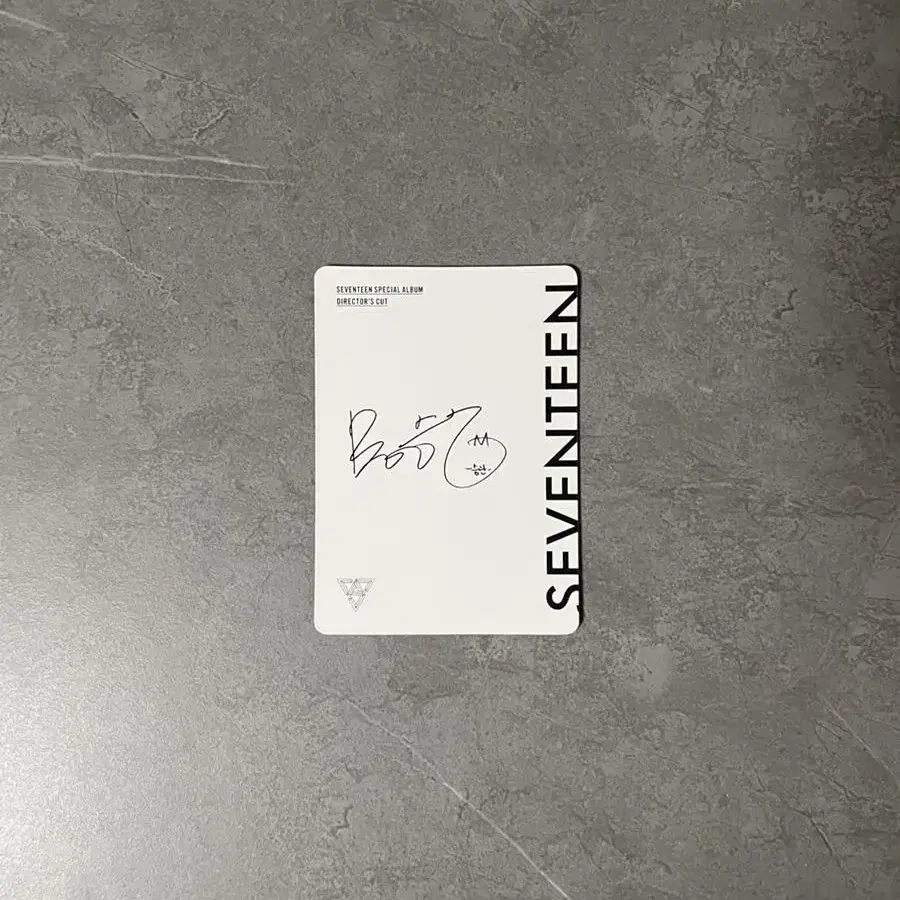 SEVENTEEN SPECIAL ALBUM
DIRECTOR'S CUT
SEVENTEEN